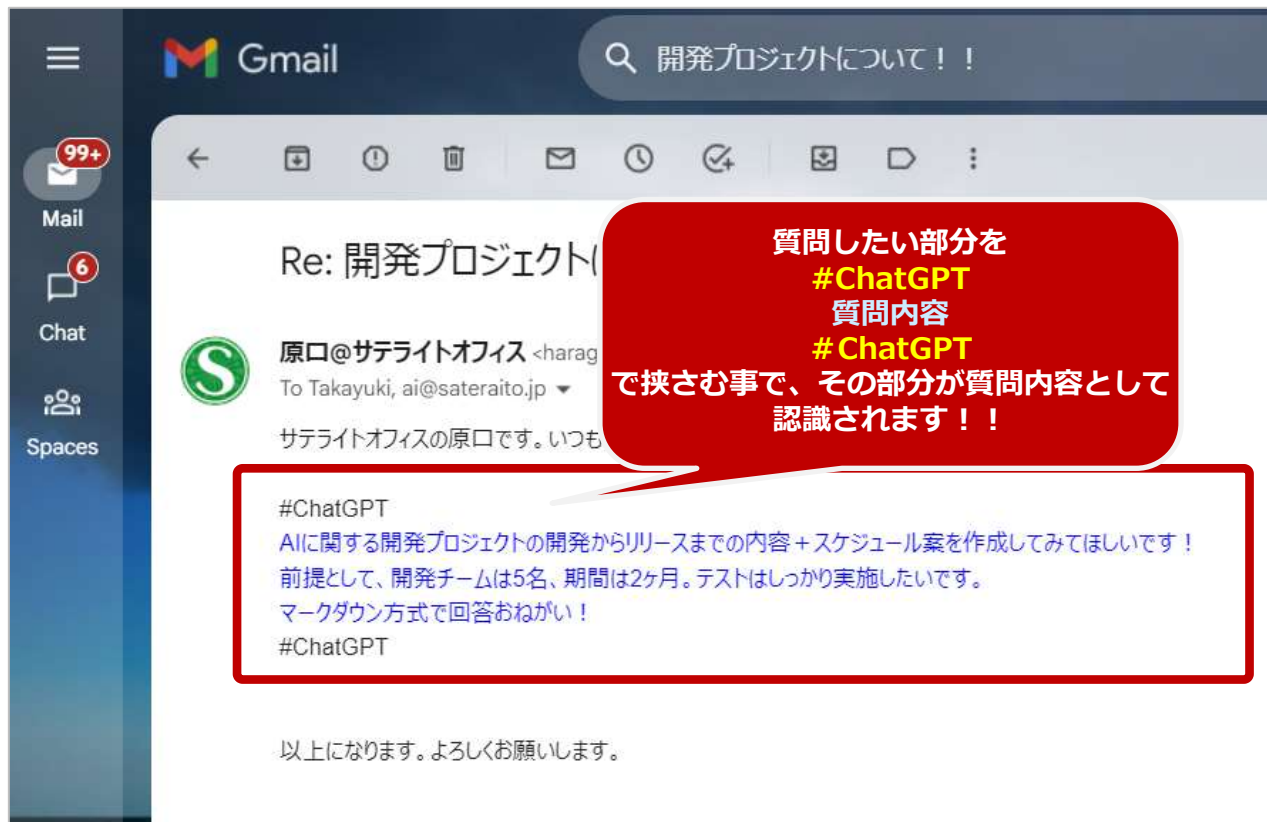 Gmail
開発プロジェクトについて！！
99+
Mail
6
Chat
Spaces
Re: 開発プロジェクト
質問したい部分を
#ChatGPT
質問内容
#ChatGPT
で挟さむ事で、その部分が質問内容として
認識されます！！
原口@サテライトオフィス <harag
To Takayuki, ai@sateraito.jp
サテライトオフィスの原口です。いつも
#ChatGPT
AIに関する開発プロジェクトの開発からリリースまでの内容＋スケジュール案を作成してみてほしいです！
前提として、開発チームは5名、期間は2ヶ月。テストはしっかり実施したいです。
マークダウン方式で回答おねがい！
#ChatGPT
以上になります。よろしくお願いします。